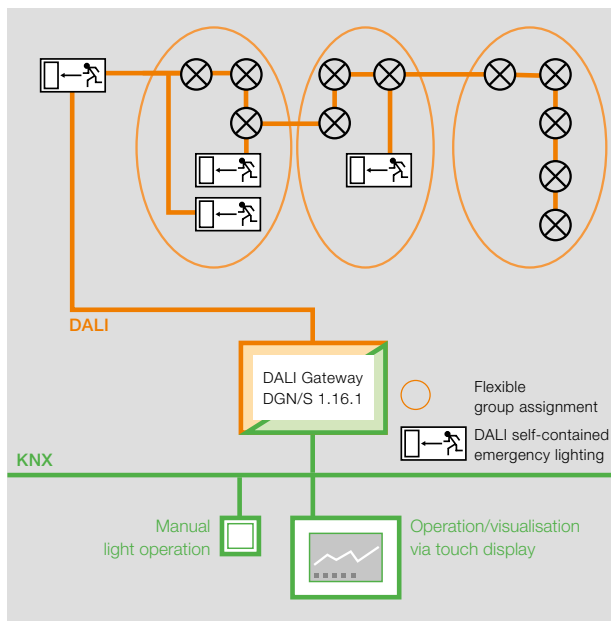 DALI
DALI Gateway
DGN/S 1.16.1
Flexible
group assignment
DALI self-contained
emergency lighting
KNX
Manual
light operation
Operation/visualisation
via touch display